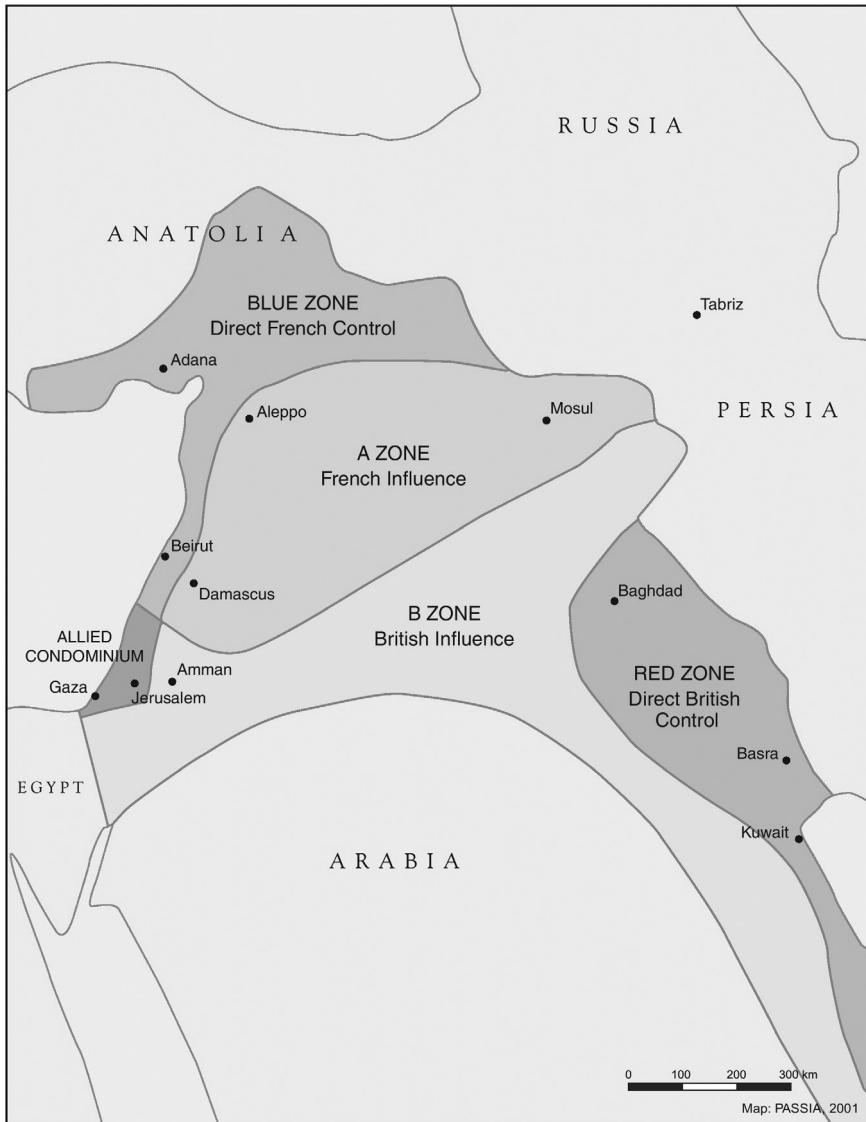 RUSSIA
ANATOLIA
BLUE ZONE
Direct French Control
Tabriz
Adana
Aleppo
Mosul
PERSIA
A ZONE
French Influence
Beirut
Damascus
Baghdad
B ZONE
British Influence
ALLIED
CONDOMINIUM
Amman
Gaza
Jerusalem
RED ZONE
Direct British
Control
Basra
EGYPT
Kuwait
ARABIA
0 100 200 300 km
Map: PASSIA, 2001